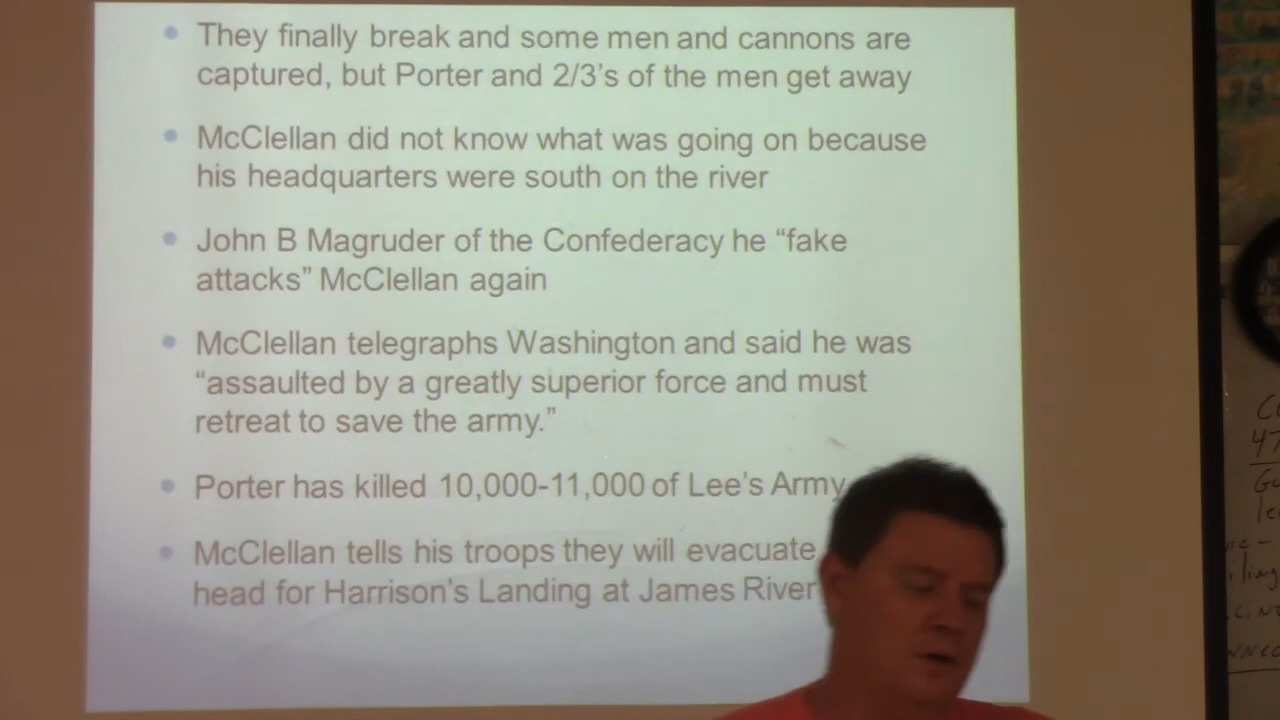 They finally break and some men and cannons are
captured, but Porter and 2/3's of the men get away
McClellan did not know what was going on because
his headquarters were south on the river
John B Magruder of the Confederacy he “fake
attacks” McClellan again
McClellan telegraphs Washington and said he was
“assaulted by a greatly superior force and must
retreat to save the army.”
Porter has killed 10,000-11,000 of Lee's Army
McClellan tells his troops they will evacuate
head for Harrison's Landing at James River